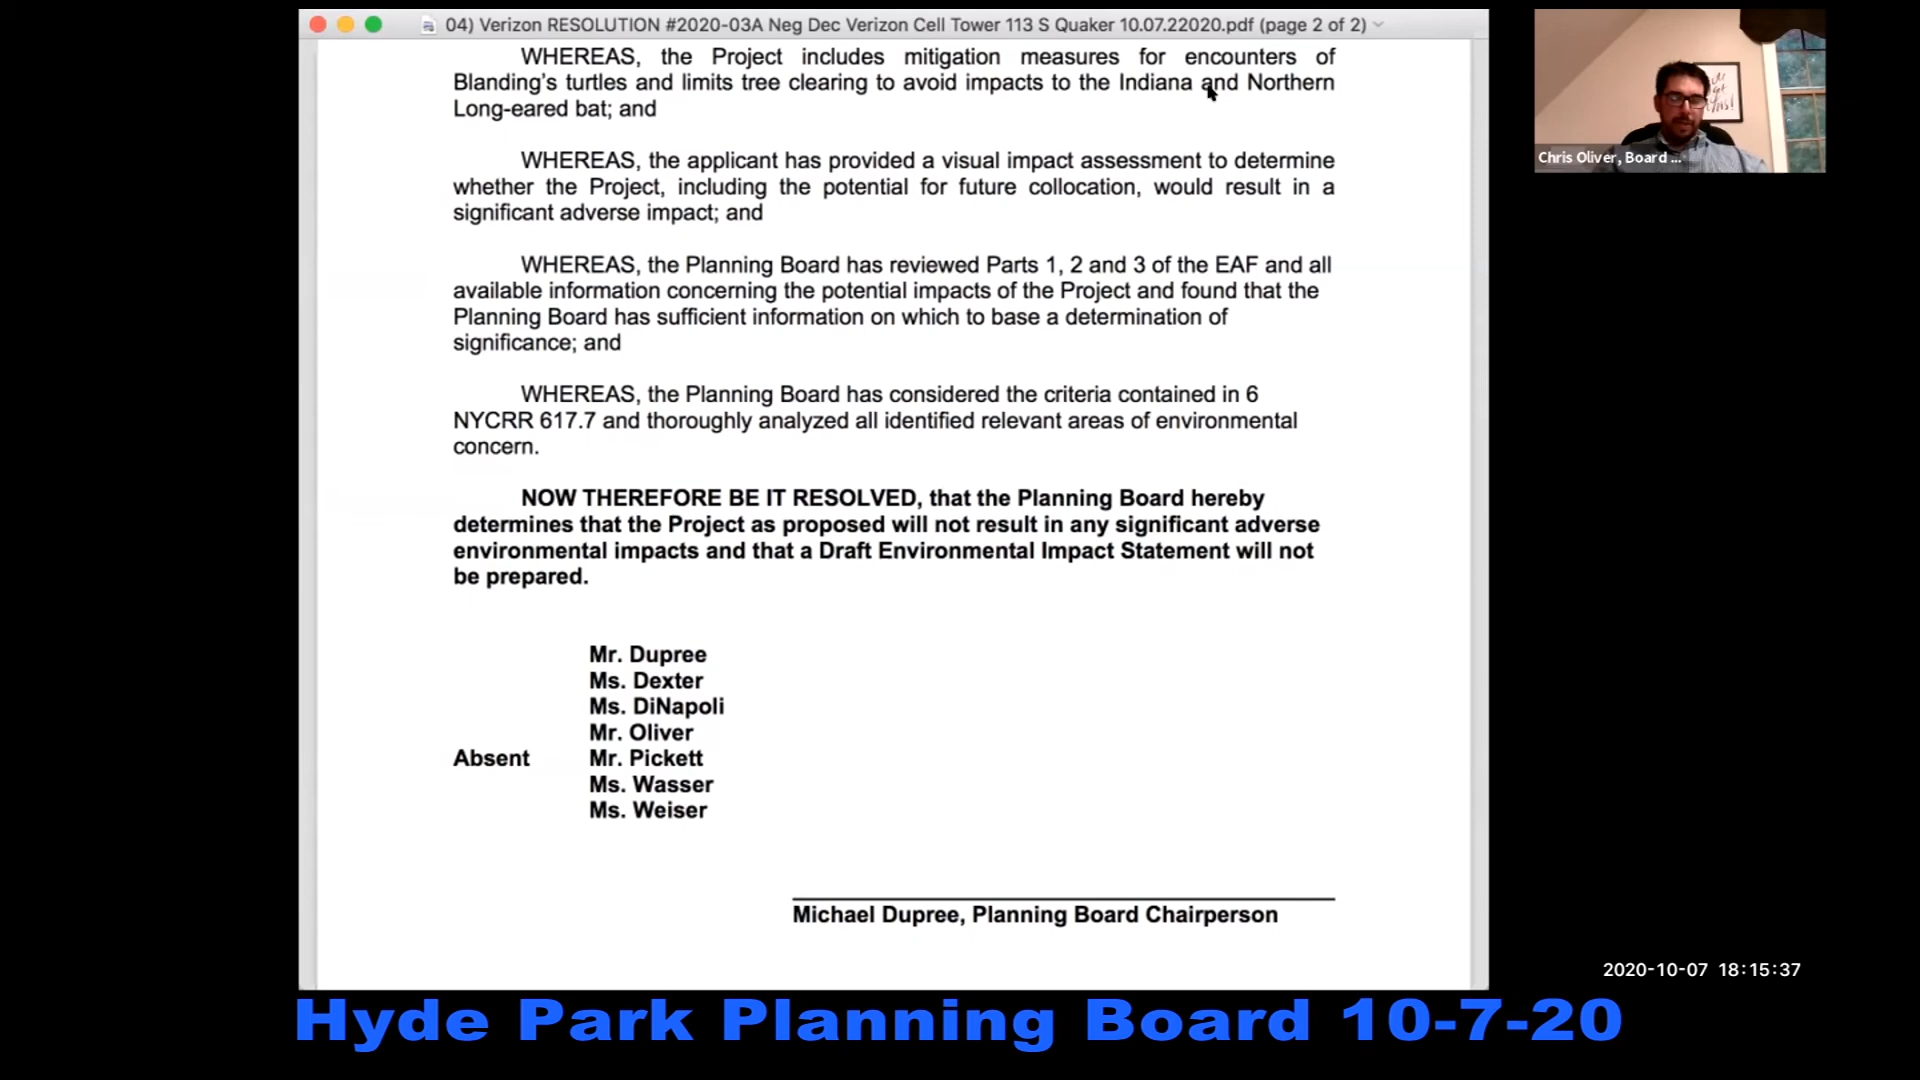 04) Verizon RESOLUTION #2020-03A Neg Dec Verizon Cell Tower 113 S Quaker 10.07.22020.pdf (page 2 of 2)
WHEREAS, the Project includes mitigation measures for encounters of
Blanding's turtles and limits tree clearing to avoid impacts to the Indiana and Northern
Long-eared bat; and
WHEREAS, the applicant has provided a visual impact assessment to determine
whether the Project, including the potential for future collocation, would result in a
significant adverse impact; and
WHEREAS, the Planning Board has reviewed Parts 1, 2 and 3 of the EAF and all
available information concerning the potential impacts of the Project and found that the
Planning Board has sufficient information on which to base a determination of
significance; and
WHEREAS, the Planning Board has considered the criteria contained in 6
NYCRR 617.7 and thoroughly analyzed all identified relevant areas of environmental
concern.
NOW THEREFORE BE IT RESOLVED, that the Planning Board hereby
determines that the Project as proposed will not result in any significant adverse
environmental impacts and that a Draft Environmental Impact Statement will not
be prepared.
Mr. Dupree
Ms. Dexter
Ms. DiNapoli
Mr. Oliver
Absent Mr. Pickett
Ms. Wasser
Ms. Weiser
Michael Dupree, Planning Board Chairperson
Chris Oliver, Board ...
2020-10-07 18:15:37
Hyde Park Planning Board 10-7-20